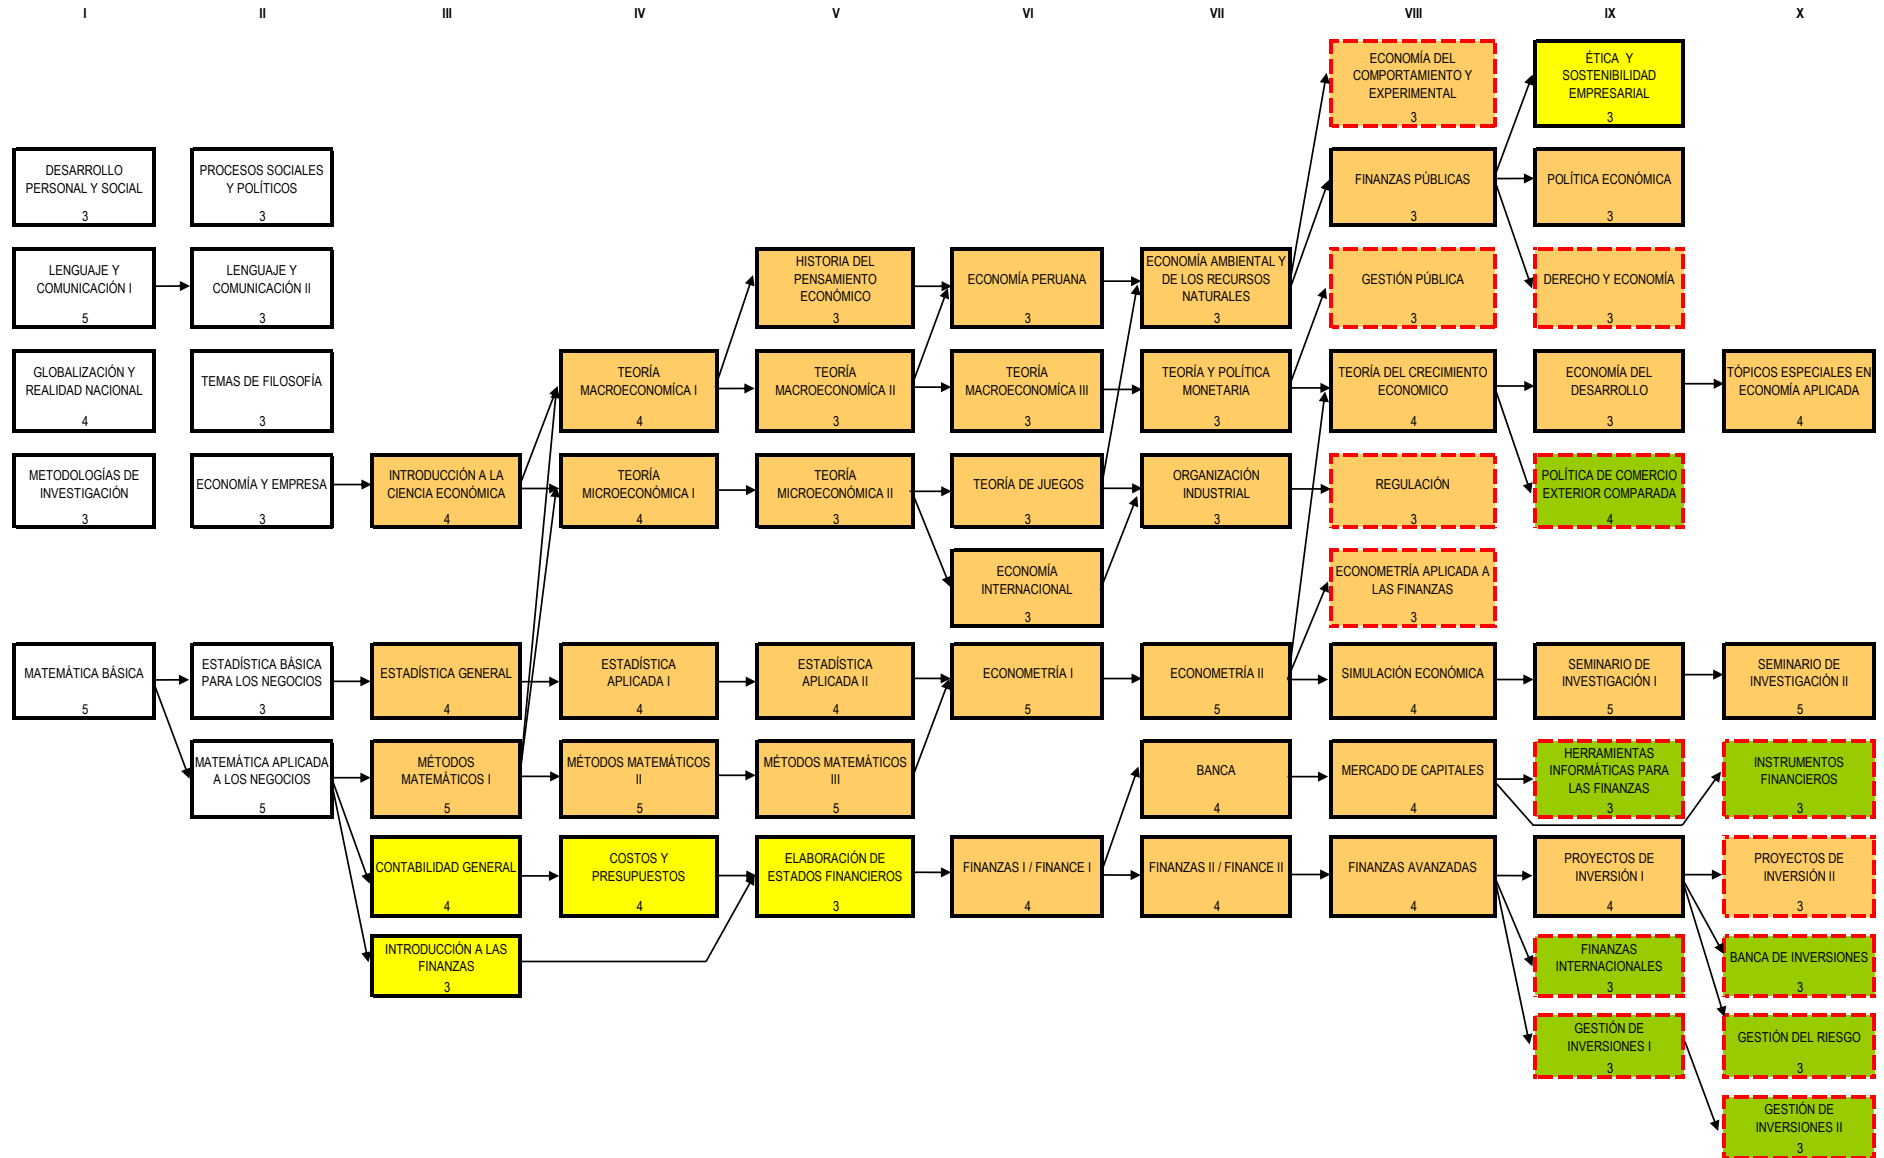 I
II
III
IV
V
VI
VII
VIII
IX
X
DESARROLLO
PERSONAL Y SOCIAL
3
LENGUAJE Y
COMUNICACIÓN I
5
GLOBALIZACIÓN Y
REALIDAD NACIONAL
4
METODOLOGÍAS DE
INVESTIGACIÓN
3
MATEMÁTICA BÁSICA
5
PROCESOS SOCIALES
Y POLÍTICOS
3
LENGUAJE Y
COMUNICACIÓN II
3
TEMAS DE FILOSOFÍA
3
ECONOMÍA Y EMPRESA
3
ESTADÍSTICA BÁSICA
PARA LOS NEGOCIOS
3
MATEMÁTICA APLICADA
A LOS NEGOCIOS
5
INTRODUCCIÓN A LA
CIENCIA ECONÓMICA
4
ESTADÍSTICA GENERAL
4
MÉTODOS
MATEMÁTICOS I
5
CONTABILIDAD GENERAL
4
INTRODUCCIÓN A LAS
FINANZAS
3
TEORÍA
MACROECONOMÍCA I
4
TEORÍA
MICROECONÓMICA I
4
ESTADÍSTICA
APLICADA I
4
MÉTODOS MATEMÁTICOS
II
5
COSTOS Y
PRESUPUESTOS
4
HISTORIA DEL
PENSAMIENTO
ECONÓMICO
3
TEORÍA
MACROECONOMÍCA II
3
TEORÍA
MICROECONÓMICA II
3
ESTADÍSTICA
APLICADA II
4
MÉTODOS MATEMÁTICOS
III
5
ELABORACIÓN DE
ESTADOS FINANCIEROS
3
ECONOMÍA PERUANA
3
TEORÍA
MACROECONOMÍCA III
3
TEORÍA DE JUEGOS
3
ECONOMÍA
INTERNACIONAL
3
ECONOMETRÍA I
5
FINANZAS I / FINANCE I
4
ECONOMÍA AMBIENTAL Y
DE LOS RECURSOS
NATURALES
3
TEORÍA Y POLÍTICA
MONETARIA
3
ORGANIZACIÓN
INDUSTRIAL
3
ECONOMETRÍA II
5
BANCA
4
FINANZAS II / FINANCE II
4
ECONOMÍA DEL
COMPORTAMIENTO Y
EXPERIMENTAL
3
FINANZAS PÚBLICAS
3
GESTIÓN PÚBLICA
3
TEORÍA DEL CRECIMIENTO
ECONOMICO
4
REGULACIÓN
3
ECONOMETRÍA APLICADA A
LAS FINANZAS
3
SIMULACIÓN ECONÓMICA
4
MERCADO DE CAPITALES
4
FINANZAS AVANZADAS
4
ÉTICA Y
SOSTENIBILIDAD
EMPRESARIAL
3
POLÍTICA ECONÓMICA
3
DERECHO Y ECONOMÍA
3
ECONOMÍA DEL
DESARROLLO
3
POLÍTICA DE COMERCIO
EXTERIOR COMPARADA
4
SEMINARIO DE
INVESTIGACIÓN I
5
HERRAMIENTAS
INFORMÁTICAS PARA
LAS FINANZAS
3
PROYECTOS DE
INVERSIÓN I
4
FINANZAS
INTERNACIONALES
3
GESTIÓN DE
INVERSIONES I
3
TÓPICOS ESPECIALES EN
ECONOMÍA APLICADA
4
SEMINARIO DE
INVESTIGACIÓN II
5
INSTRUMENTOS
FINANCIEROS
3
PROYECTOS DE
INVERSIÓN II
3
BANCA DE INVERSIONES
3
GESTIÓN DEL RIESGO
3
GESTIÓN DE
INVERSIONES II
3